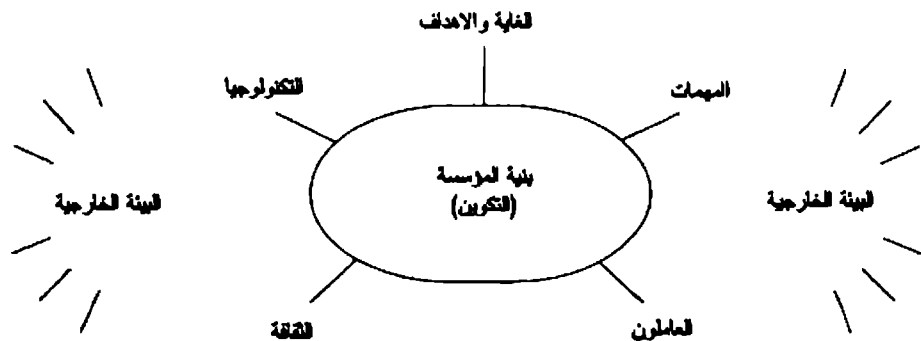 الغاية والاهداف
المهمات
التكنولوجيا
بنية المؤسسة
(التكوين)
البيئة الخارجية
البيئة الخارجية
العاملون
الثقافة